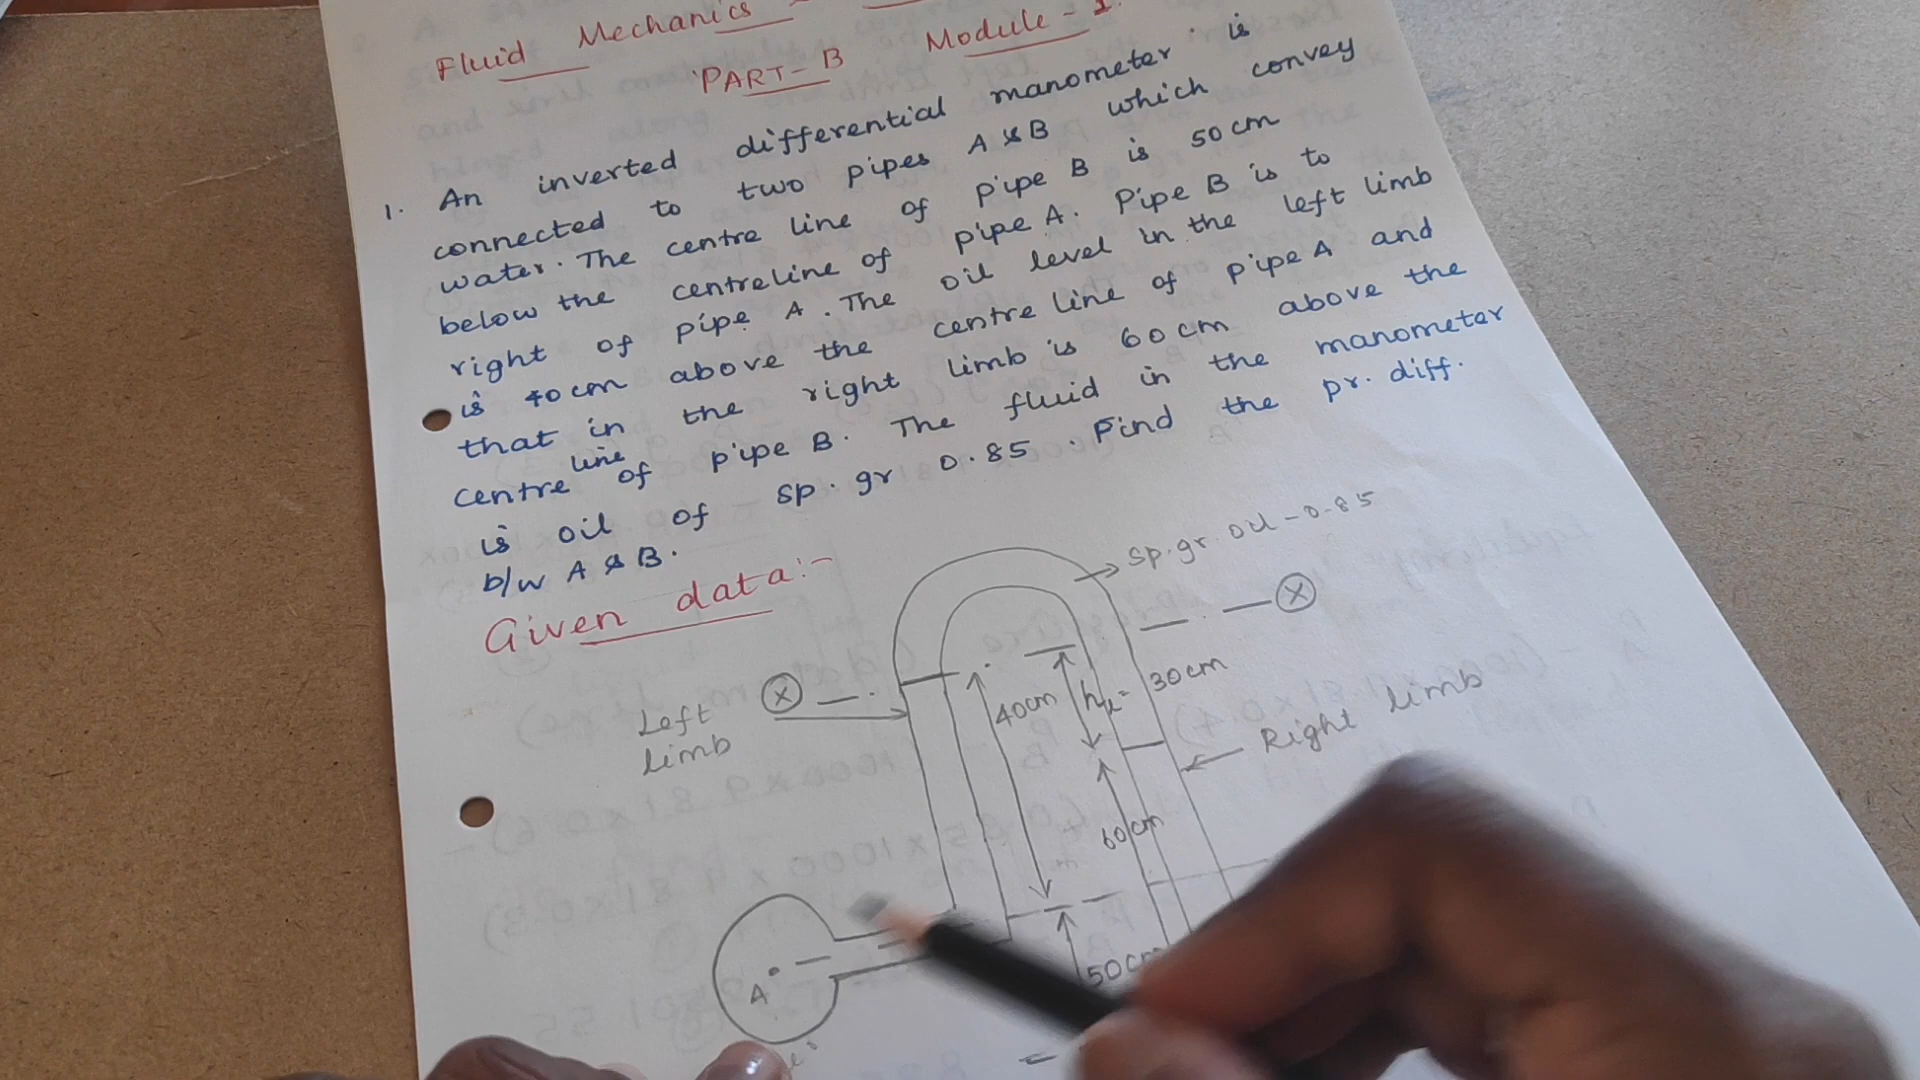 Fluid Mechanics
PART-B Module-1.
1. An inverted differential manometer is
connected to two pipes A & B which convey
water. The centre line of pipe B is 50 cm
below the centreline of pipe A. Pipe B is to
right of pipe A. The oil level in the left limb
is 40 cm above the centre line of pipe A and
that in the right limb is 60 cm above the
centre line of pipe B. The fluid in the manometer
is oil of sp. gr 0.85. Find the pr. diff.
b/w A & B.
Given data:-
sp. gr. oil - 0.85
X
X
Left
limb
40cm
30cm
Right limb
60cm
50cm
A